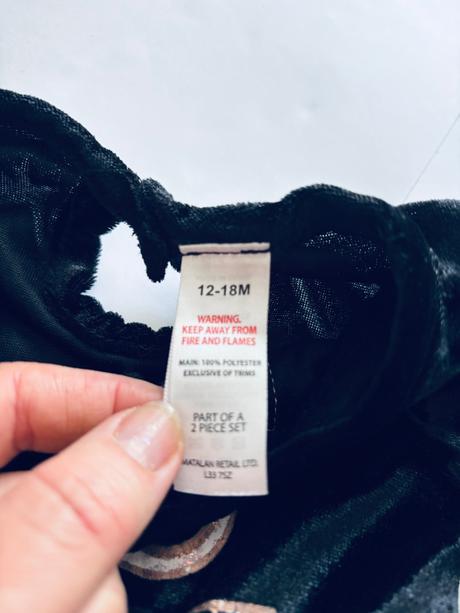 12-18M
WARNING.
KEEP AWAY FROM
FIRE AND FLAMES
MAIN: 100% POLYESTER
EXCLUSIVE OF TRIMS
PART OF A
2 PIECE SET
MATALAN RETAIL LTD.
L33 7SZ